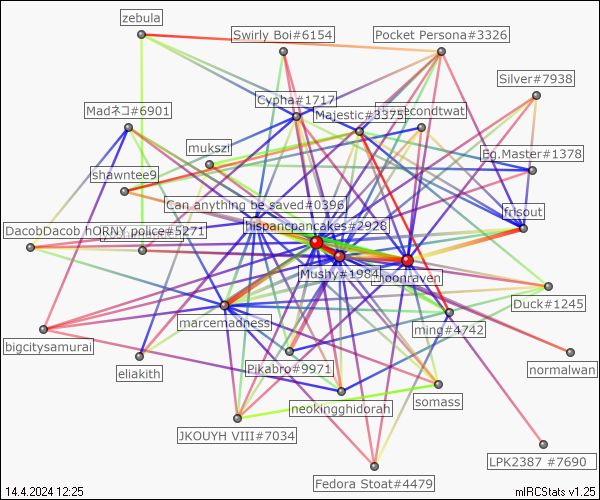 zebula
Swirly Boi#6154
Pocket Persona#3326
Silver#7938
Cypha#1717
Madネコ#6901
Majestic#3375
econdtwat
mukszi
Eg.Master#1378
shawntee9
Can anything be saved#0396
frisout
hispancpancakes#2928
DacobDacob hORNY police#5271
Mushy#1984
noonraven
Duck#1245
marcemadness
ming#4742
bigcitysamurai
eliakith
Pikabro#9971
normalwan
somass
neokingghidorah
JKOUYH VIII#7034
LPK2387 #7690
Fedora Stoat#4479
14.4.2024 12:25
mIRCStats v1.25